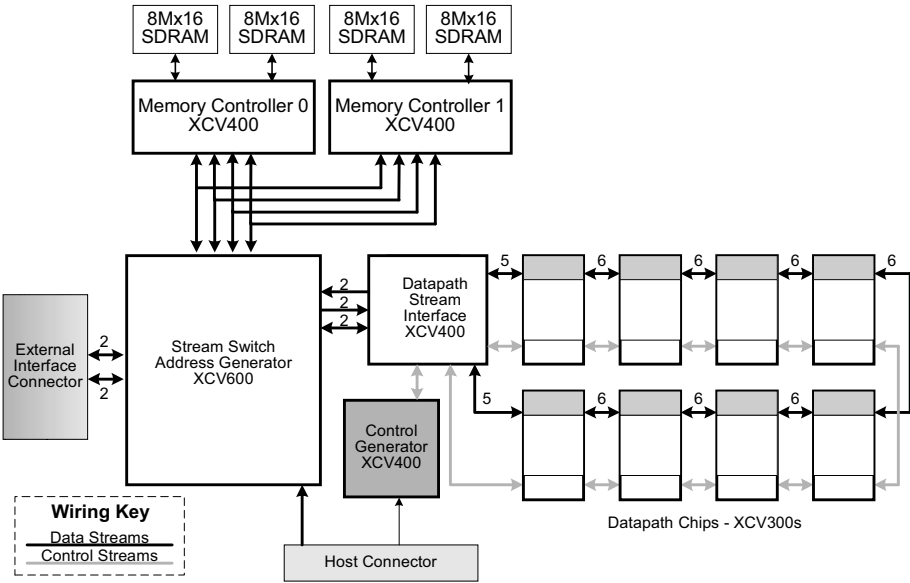 8Mx16
SDRAM
8Mx16
SDRAM
8Mx16
SDRAM
8Mx16
SDRAM
Memory Controller 0
XCV400
Memory Controller 1
XCV400
5
6
6
6
6
2
2
2
Datapath
Stream
Interface
XCV400
Stream Switch
Address Generator
XCV600
External
Interface
Connector
2
2
5
6
6
6
Control
Generator
XCV400
Wiring Key
Data Streams
Control Streams
Datapath Chips - XCV300s
Host Connector